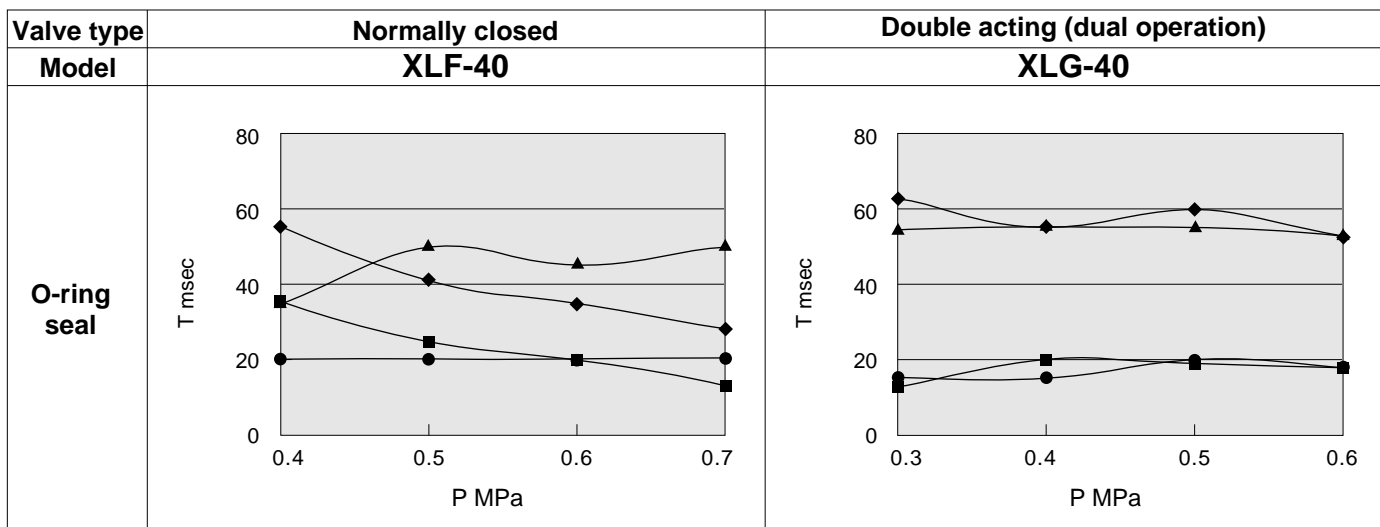 Valve type
Normally closed
Double acting (dual operation)
Model
XLF-40
XLG-40
O-ring
seal
T msec
80
60
40
20
0
0.4
0.5
0.6
0.7
P MPa
T msec
80
60
40
20
0
0.3
0.4
0.5
0.6
P MPa